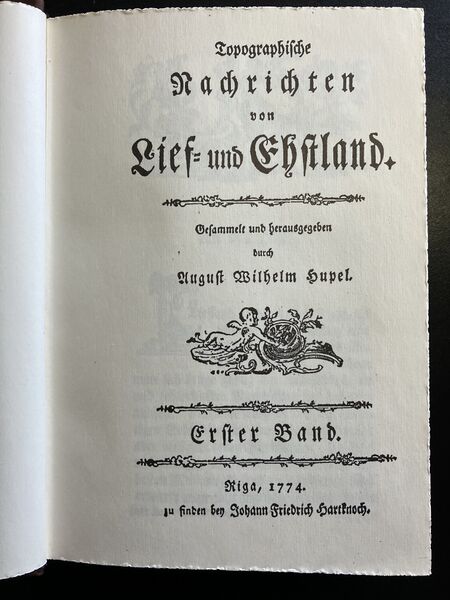 Topographische
Nachrichten
von
Lief- und Ehstland.
Gesammelt und herausgegeben
durch
August Wilhelm Hupel.
Erster Band.
Riga, 1774.
zu finden bey Johann Friedrich Hartknoch.